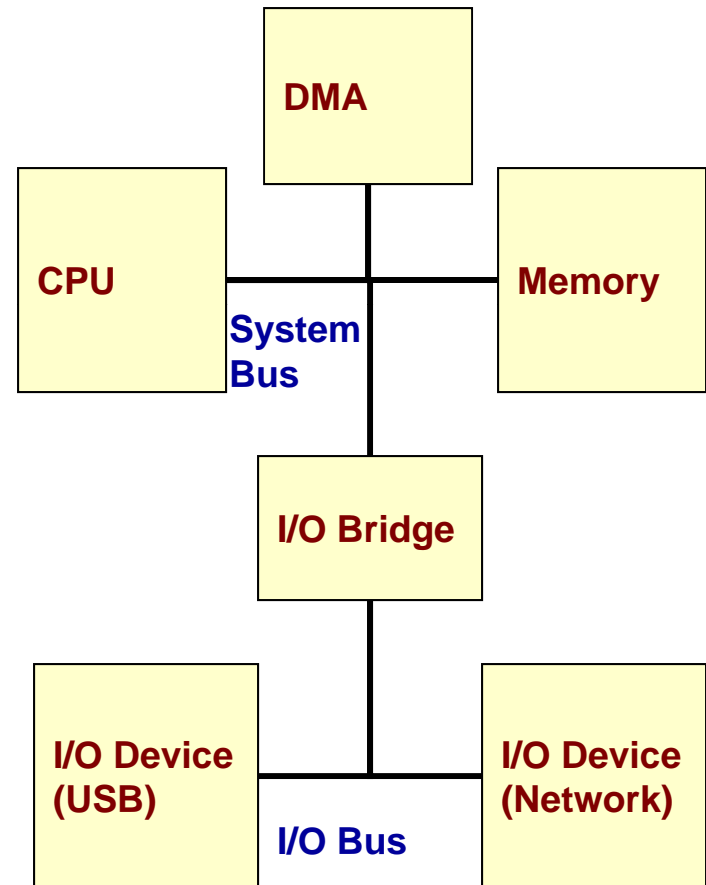 DMA
CPU
Memory
System
Bus
I/O Bridge
I/O Device
(USB)
I/O Device
(Network)
I/O Bus